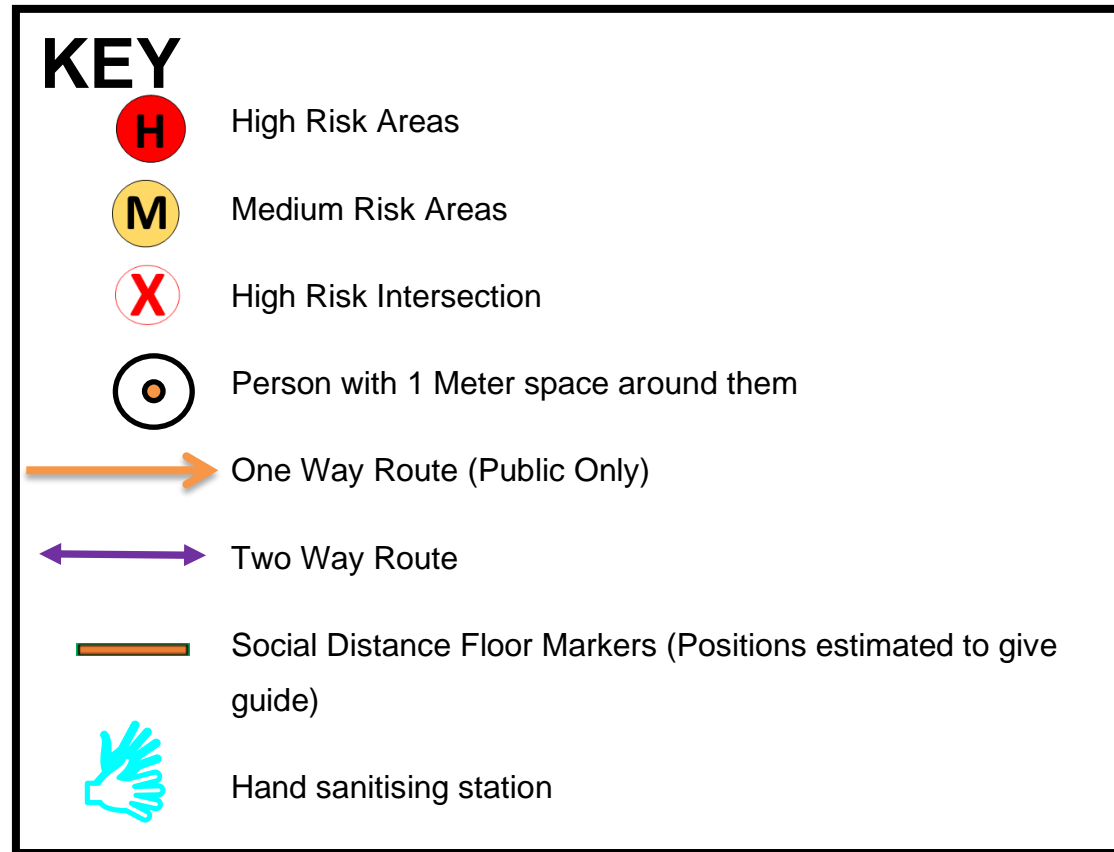 KEY
H High Risk Areas
M Medium Risk Areas
X High Risk Intersection
Person with 1 Meter space around them
One Way Route (Public Only)
Two Way Route
Social Distance Floor Markers (Positions estimated to give
guide)
Hand sanitising station